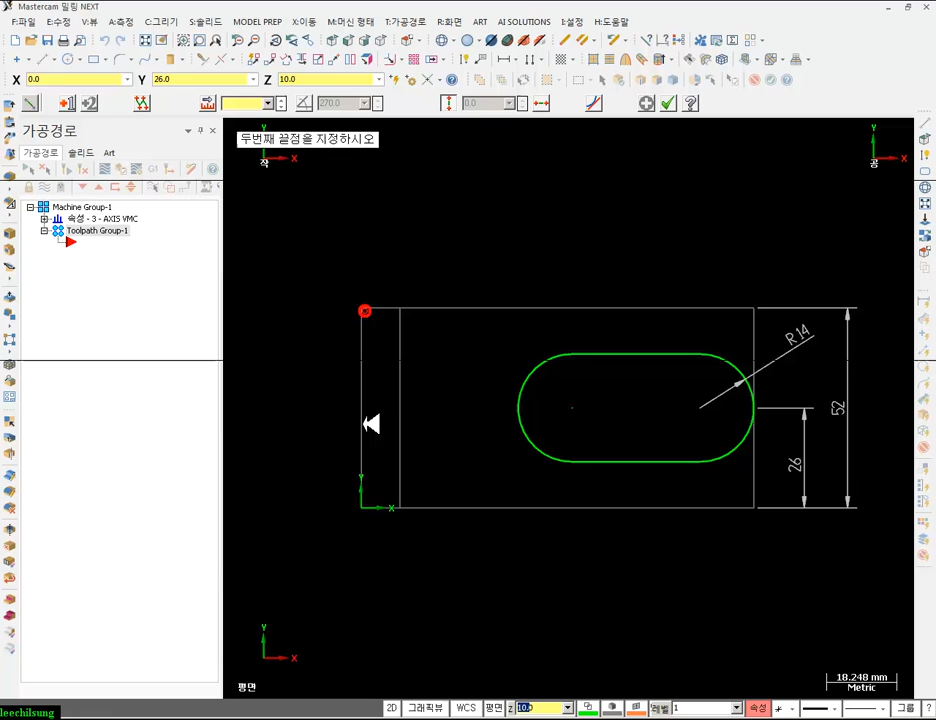 Mastercam 밀링 NEXT
F:파일 E:수정 V:뷰 A:측정 C:그리기 S:솔리드 MODEL PREP X:이동 M:머신 형태 T:가공경로 R:화면 ART AI SOLUTIONS I:설정 H:도움말
X 0.0 Y 26.0 Z 10.0
+1 +2 270.0 0.0
가공경로
가공경로 솔리드 Art
G1
Machine Group-1
속성 - 3 - AXIS VMC
Toolpath Group-1
두번째 끝점을 지정하시오
Y
X
작
Y
X
공
R14
52
26
Y
X
Y
X
평면
18.248 mm
Metric
leechilsung
2D 그래픽뷰 WCS 평면 Z 10.0 레벨 1 속성 그룹 ?